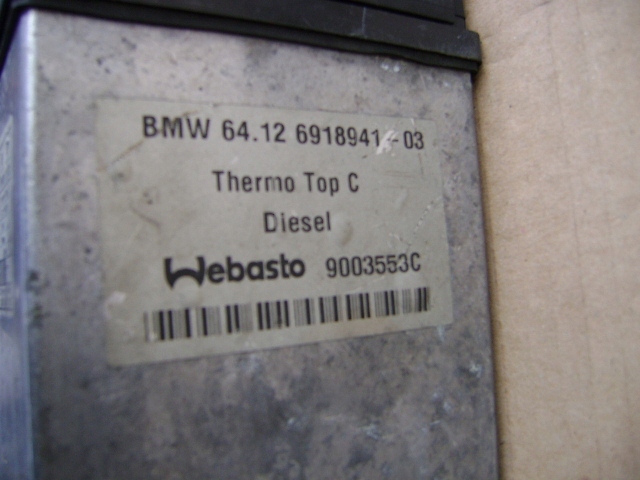 BMW 64.12 6918941-03
Thermo Top C
Diesel
Webasto 9003553C